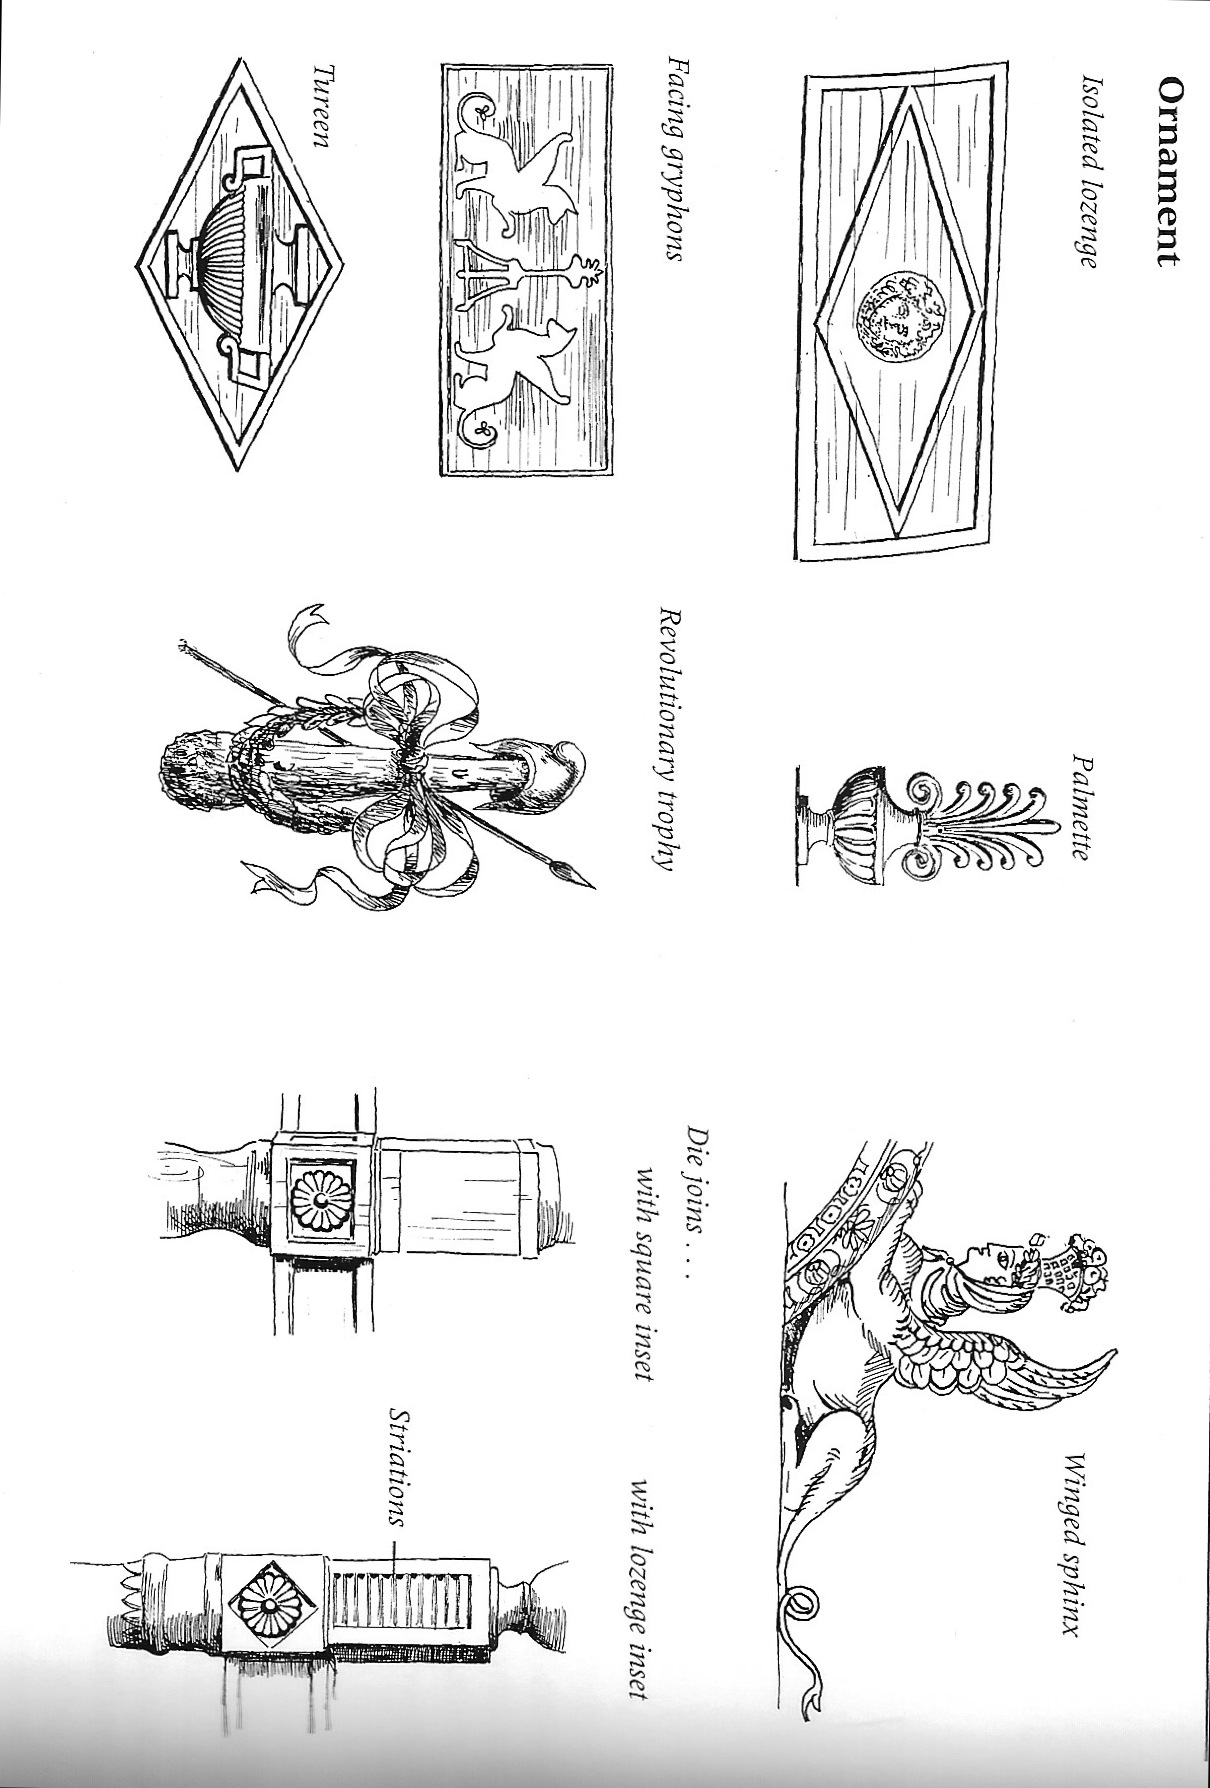 Ornament
Isolated lozenge
Palmette
Winged sphinx
Facing gryphons
Revolutionary trophy
Die joins . . .
with square inset
with lozenge inset
Tureen
Striations